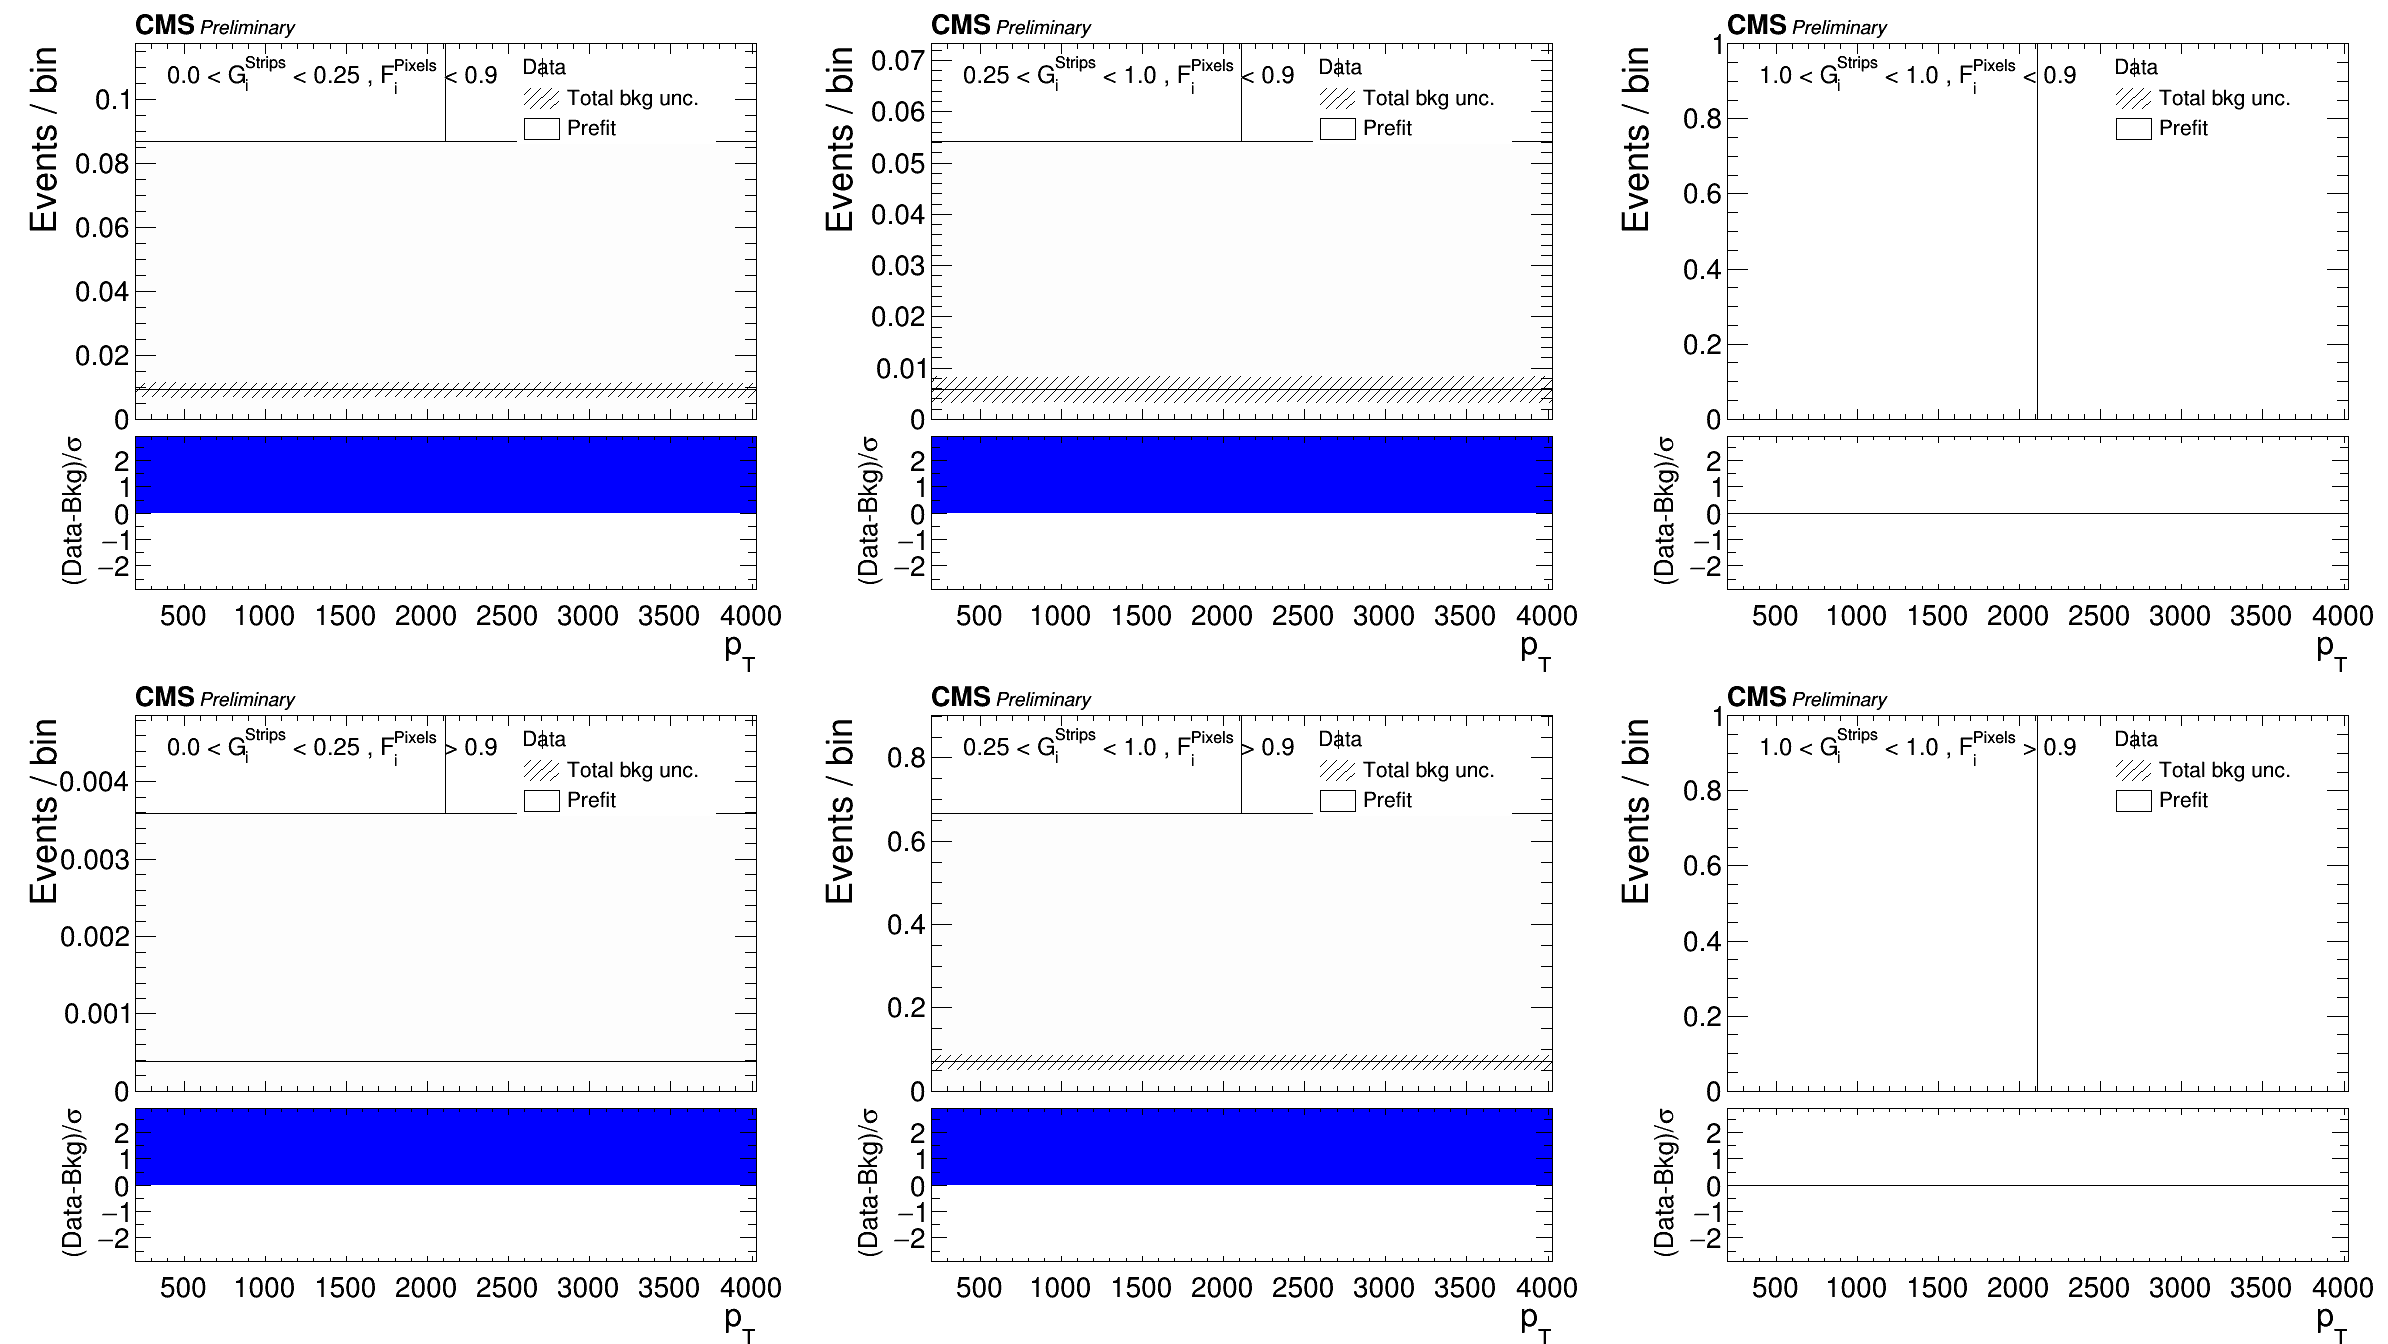 CMS Preliminary
Events / bin
0.0 < G_i^Strips < 0.25 , F_i^Pixels < 0.9
Data
Total bkg unc.
Prefit
0.1
0.08
0.06
0.04
0.02
0
(Data-Bkg)/σ
2
1
0
−1
−2
500 1000 1500 2000 2500 3000 3500 4000
p_T
CMS Preliminary
Events / bin
0.25 < G_i^Strips < 1.0 , F_i^Pixels < 0.9
Data
Total bkg unc.
Prefit
0.07
0.06
0.05
0.04
0.03
0.02
0.01
0
(Data-Bkg)/σ
2
1
0
−1
−2
500 1000 1500 2000 2500 3000 3500 4000
p_T
CMS Preliminary
Events / bin
1.0 < G_i^Strips < 1.0 , F_i^Pixels < 0.9
Data
Total bkg unc.
Prefit
1
0.8
0.6
0.4
0.2
0
(Data-Bkg)/σ
2
1
0
−1
−2
500 1000 1500 2000 2500 3000 3500 4000
p_T
CMS Preliminary
Events / bin
0.0 < G_i^Strips < 0.25 , F_i^Pixels > 0.9
Data
Total bkg unc.
Prefit
0.004
0.003
0.002
0.001
0
(Data-Bkg)/σ
2
1
0
−1
−2
500 1000 1500 2000 2500 3000 3500 4000
p_T
CMS Preliminary
Events / bin
0.25 < G_i^Strips < 1.0 , F_i^Pixels > 0.9
Data
Total bkg unc.
Prefit
0.8
0.6
0.4
0.2
0
(Data-Bkg)/σ
2
1
0
−1
−2
500 1000 1500 2000 2500 3000 3500 4000
p_T
CMS Preliminary
Events / bin
1.0 < G_i^Strips < 1.0 , F_i^Pixels > 0.9
Data
Total bkg unc.
Prefit
1
0.8
0.6
0.4
0.2
0
(Data-Bkg)/σ
2
1
0
−1
−2
500 1000 1500 2000 2500 3000 3500 4000
p_T